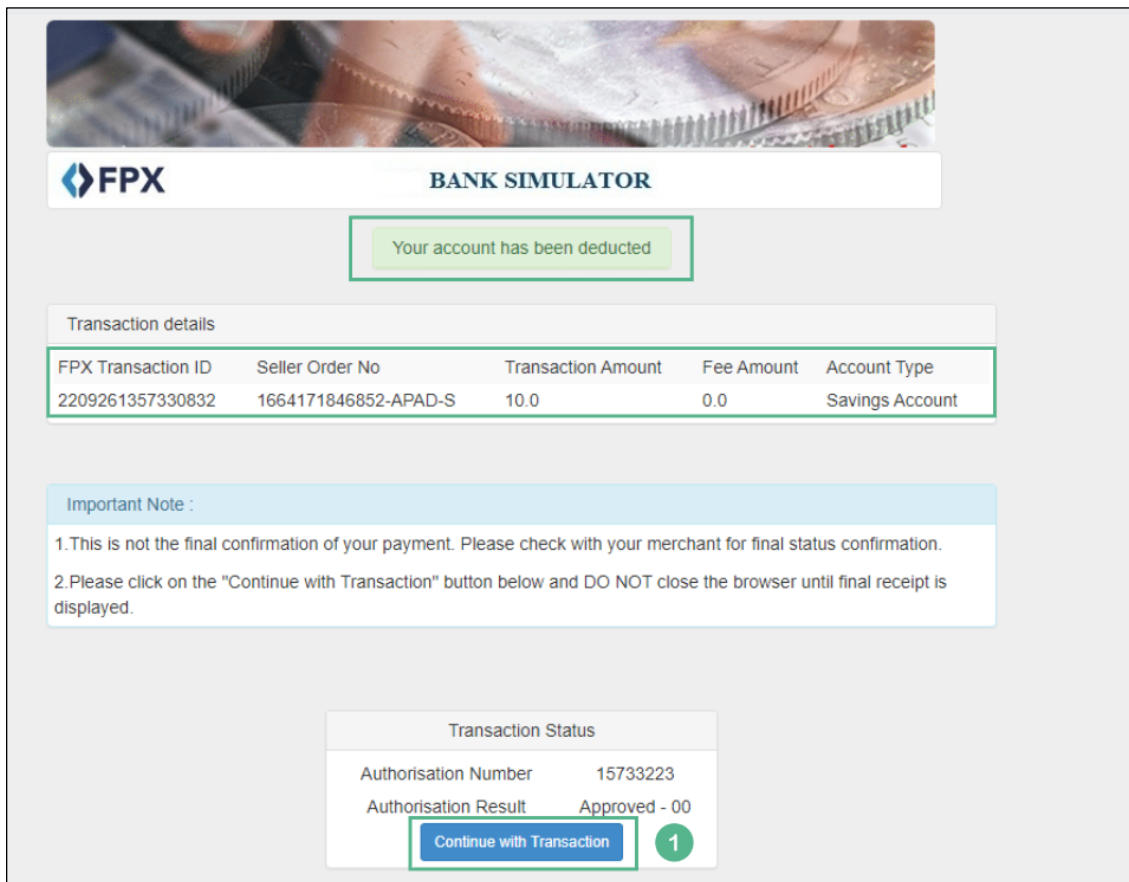 FPX
BANK SIMULATOR
Your account has been deducted
Transaction details
FPX Transaction ID Seller Order No Transaction Amount Fee Amount Account Type
2209261357330832 1664171846852-APAD-S 10.0 0.0 Savings Account
Important Note :
1.This is not the final confirmation of your payment. Please check with your merchant for final status confirmation.
2.Please click on the "Continue with Transaction" button below and DO NOT close the browser until final receipt is
displayed.
Transaction Status
Authorisation Number 15733223
Authorisation Result Approved - 00
Continue with Transaction 1